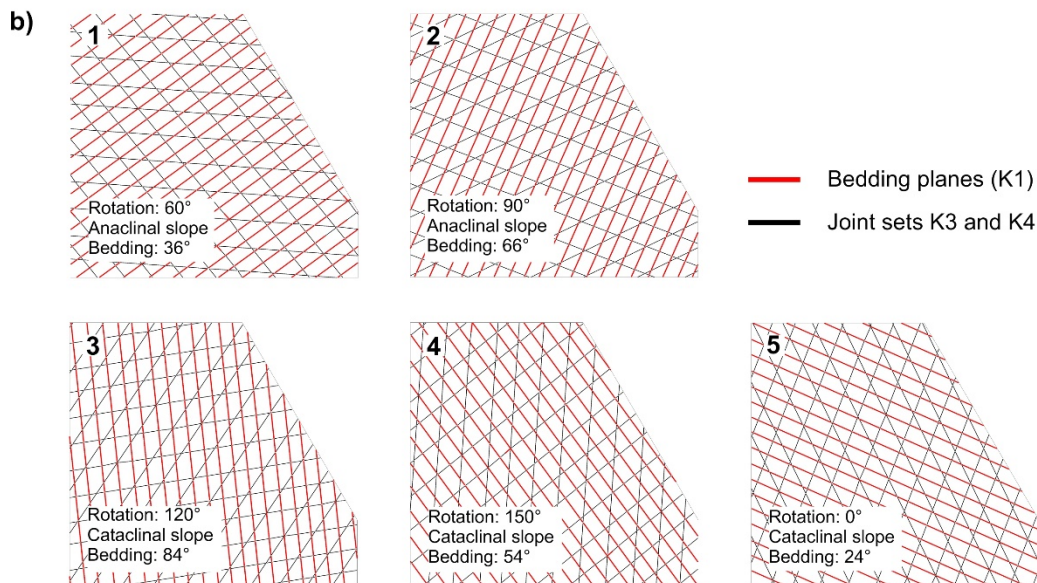 b)
1
Rotation: 60°
Anaclinal slope
Bedding: 36°
2
Rotation: 90°
Anaclinal slope
Bedding: 66°
Bedding planes (K1)
Joint sets K3 and K4
3
Rotation: 120°
Cataclinal slope
Bedding: 84°
4
Rotation: 150°
Cataclinal slope
Bedding: 54°
5
Rotation: 0°
Cataclinal slope
Bedding: 24°